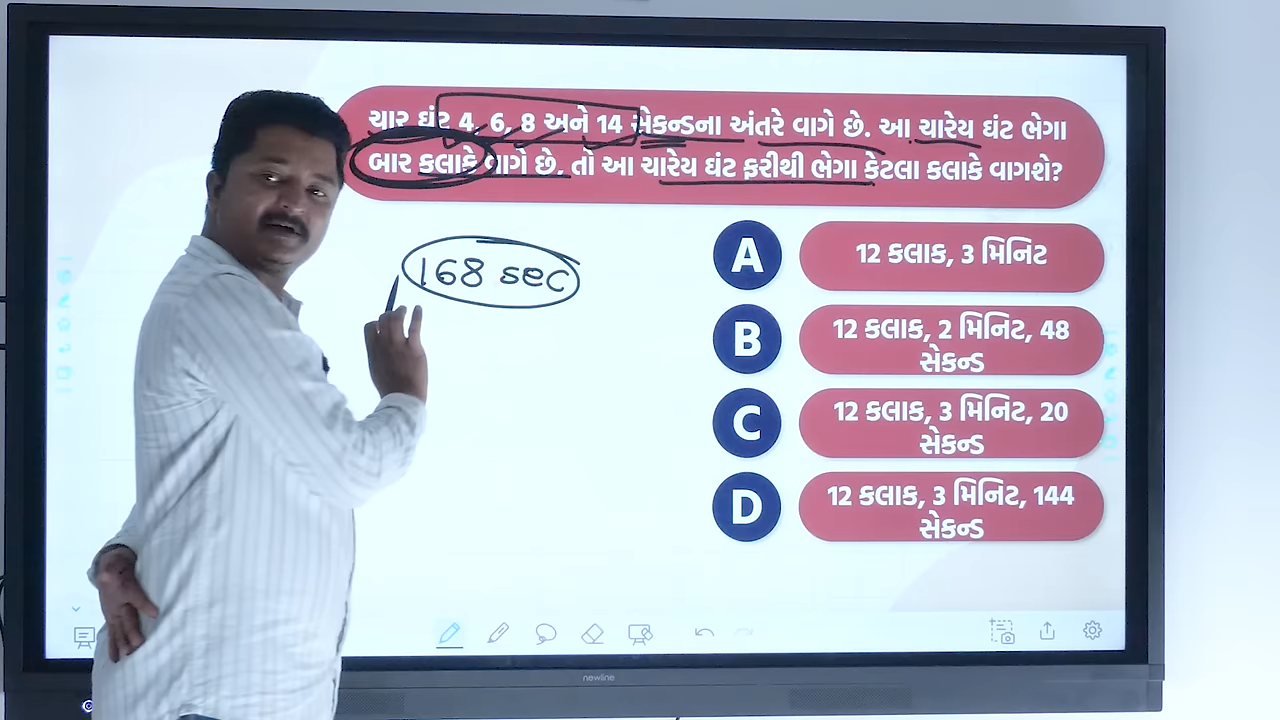 ચાર ઘંટ 4, 6, 8 અને 14 સેકન્ડના અંતરે વાગે છે. આ ચારેય ઘંટ ભેગા
બાર કલાકે વાગે છે. તો આ ચારેય ઘંટ ફરીથી ભેગા કેટલા કલાકે વાગશે?
168 sec
A 12 કલાક, 3 મિનિટ
B 12 કલાક, 2 મિનિટ, 48
સેકન્ડ
C 12 કલાક, 3 મિનિટ, 20
સેકન્ડ
D 12 કલાક, 3 મિનિટ, 144
સેકન્ડ
newline